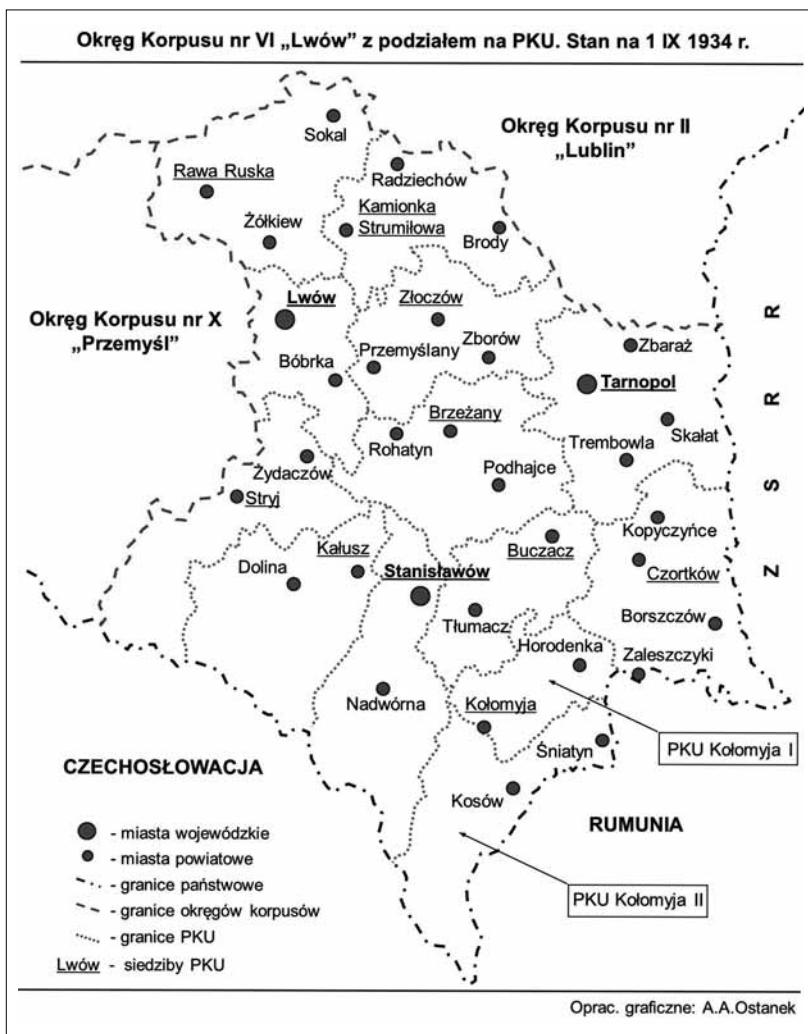 Okręg Korpusu nr VI „Lwów” z podziałem na PKU. Stan na 1 IX 1934 r.
Sokal
Okręg Korpusu nr II
„Lublin”
Rawa Ruska
Radziechów
Kamionka
Strumiłowa
Żółkiew
Brody
Lwów
Złoczów
Okręg Korpusu nr X
„Przemyśl”
Zborów
Zbaraż
Przemyślany
Bóbrka
Tarnopol
Brzeżany
Skałat
Rohatyn
Trembowla
Żydaczów
Podhajce
Stryj
Kopyczyńce
Z S R R
Kałusz
Buczacz
Dolina
Stanisławów
Czortków
Borszczów
Tłumacz
Horodenka
Zaleszczyki
Nadwórna
Kołomyja
PKU Kołomyja I
Śniatyn
CZECHOSŁOWACJA
Kosów
RUMUNIA
- miasta wojewódzkie
- miasta powiatowe
- granice państwowe
PKU Kołomyja II
- granice okręgów korpusów
- granice PKU
Lwów - siedziby PKU
Oprac. graficzne: A.A.Ostanek